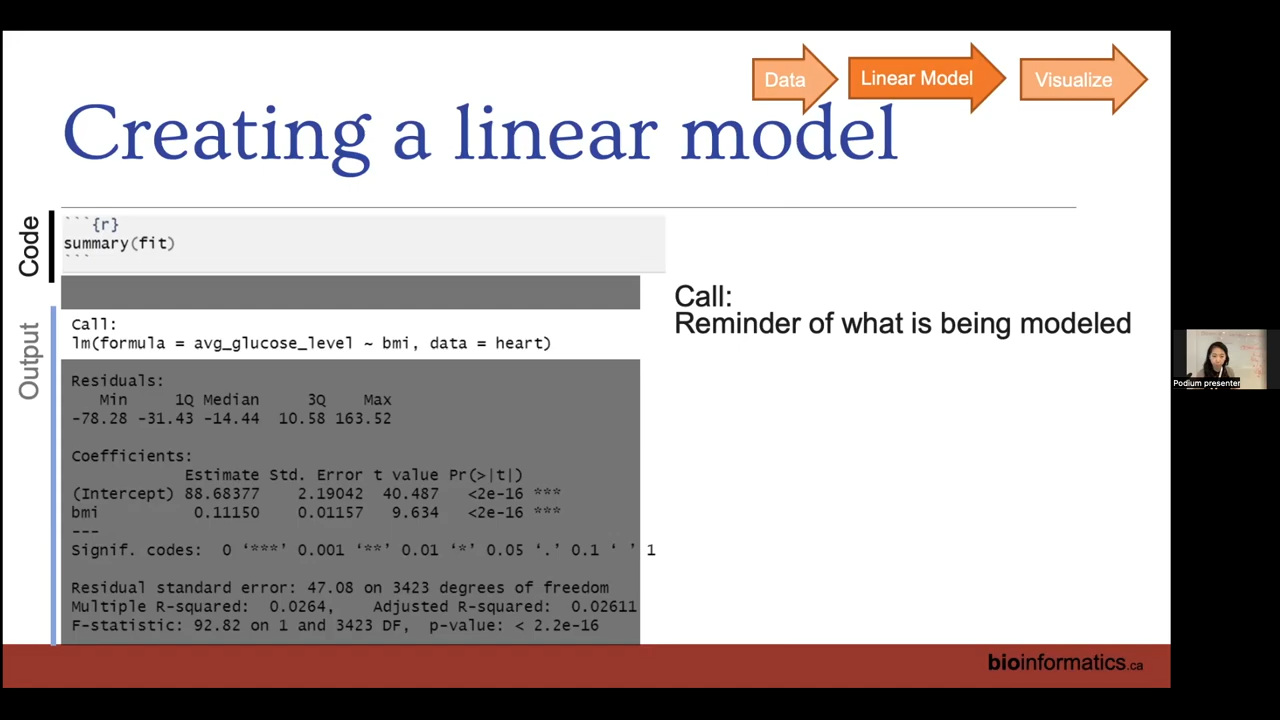 Data
Linear Model
Visualize
Creating a linear model
Code
```{r}
summary(fit)
```
Output
Call:
lm(formula = avg_glucose_level ~ bmi, data = heart)
Residuals:
Min 1Q Median 3Q Max
-78.28 -31.43 -14.44 10.58 163.52
Coefficients:
Estimate Std. Error t value Pr(>|t|)
(Intercept) 88.68377 2.19042 40.487 <2e-16 ***
bmi 0.11150 0.01157 9.634 <2e-16 ***
---
Signif. codes: 0 ‘***’ 0.001 ‘**’ 0.01 ‘*’ 0.05 ‘.’ 0.1 ‘ ’ 1
Residual standard error: 47.08 on 3423 degrees of freedom
Multiple R-squared: 0.0264, Adjusted R-squared: 0.02611
F-statistic: 92.82 on 1 and 3423 DF, p-value: < 2.2e-16
Call:
Reminder of what is being modeled
Podium presenter
bioinformatics.ca